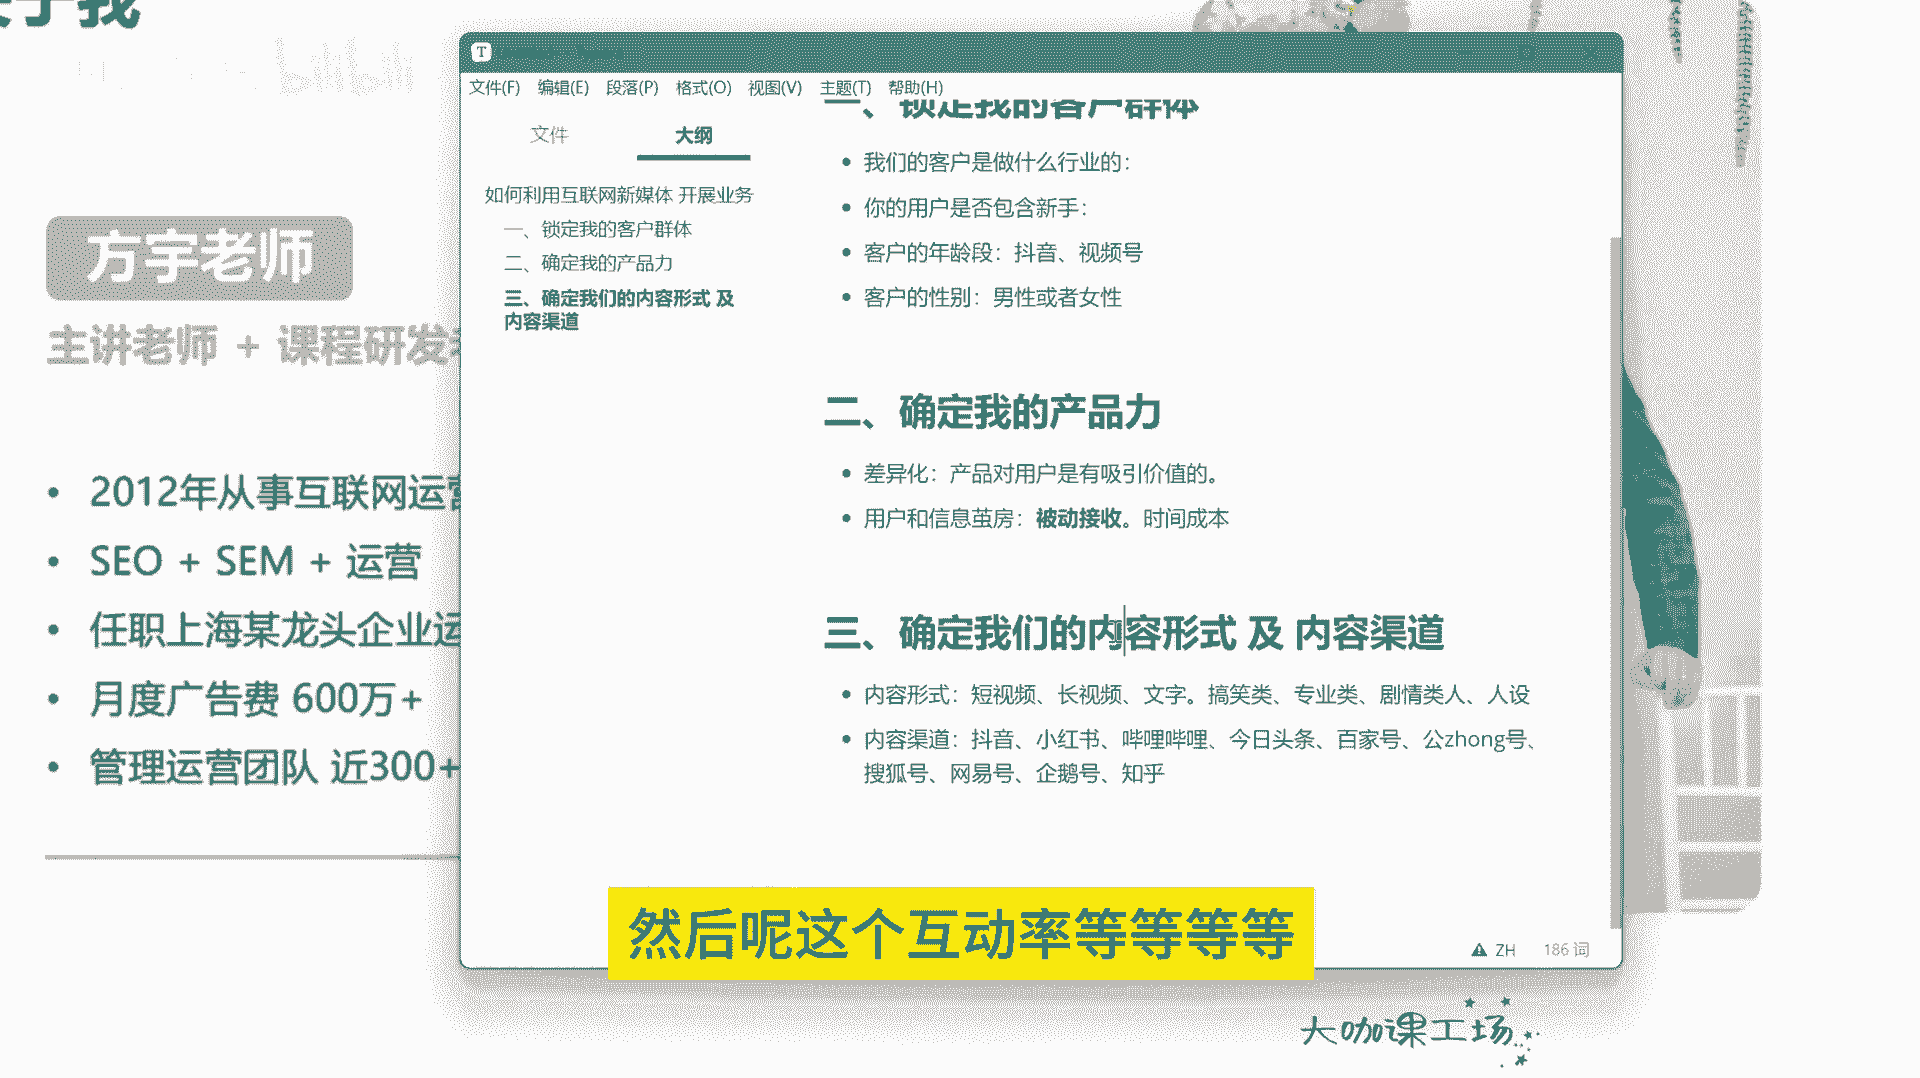 关于我
bilibili
方宇老师
主讲老师 + 课程研发
• 2012年从事互联网运营
• SEO + SEM + 运营
• 任职上海某龙头企业运
• 月度广告费 600万+
• 管理运营团队 近300+
T
文件(F) 编辑(E) 段落(P) 格式(O) 视图(V) 主题(T) 帮助(H)
文件 大纲
如何利用互联网新媒体 开展业务
一、锁定我的客户群体
二、确定我的产品力
三、确定我们的内容形式 及
内容渠道
一、锁定我的客户群体
• 我们的客户是做什么行业的：
• 你的用户是否包含新手：
• 客户的年龄段：抖音、视频号
• 客户的性别：男性或者女性
二、确定我的产品力
• 差异化：产品对用户是有吸引价值的。
• 用户和信息茧房：被动接收。时间成本
三、确定我们的内容形式 及 内容渠道
• 内容形式：短视频、长视频、文字。搞笑类、专业类、剧情类人、人设
• 内容渠道：抖音、小红书、哔哩哔哩、今日头条、百家号、公zhong号、
搜狐号、网易号、企鹅号、知乎
然后呢这个互动率等等等等
ZH 186 词
大咖课工场